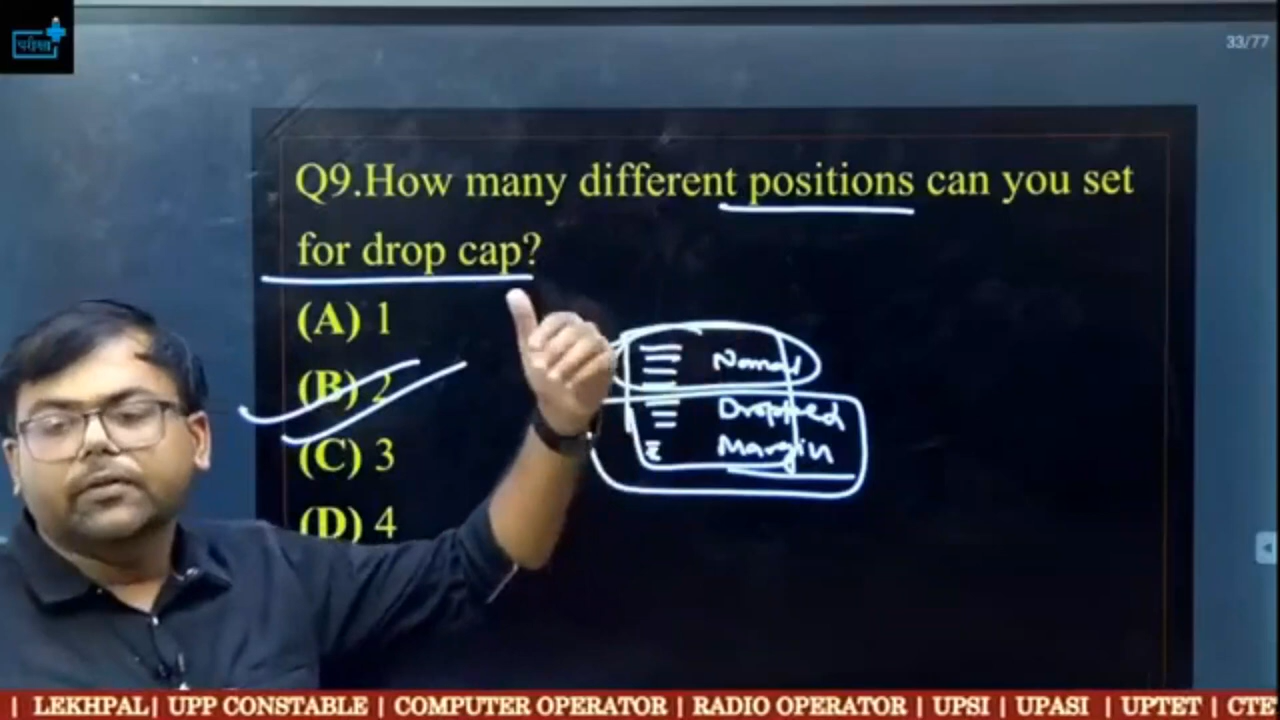 परीक्षा
33/77
Q9.How many different positions can you set
for drop cap?
(A) 1
(B) 2
(C) 3
(D) 4
Normal
Dropped
Margin
| LEKHPAL| UPP CONSTABLE | COMPUTER OPERATOR | RADIO OPERATOR | UPSI | UPASI | UPTET | CTE